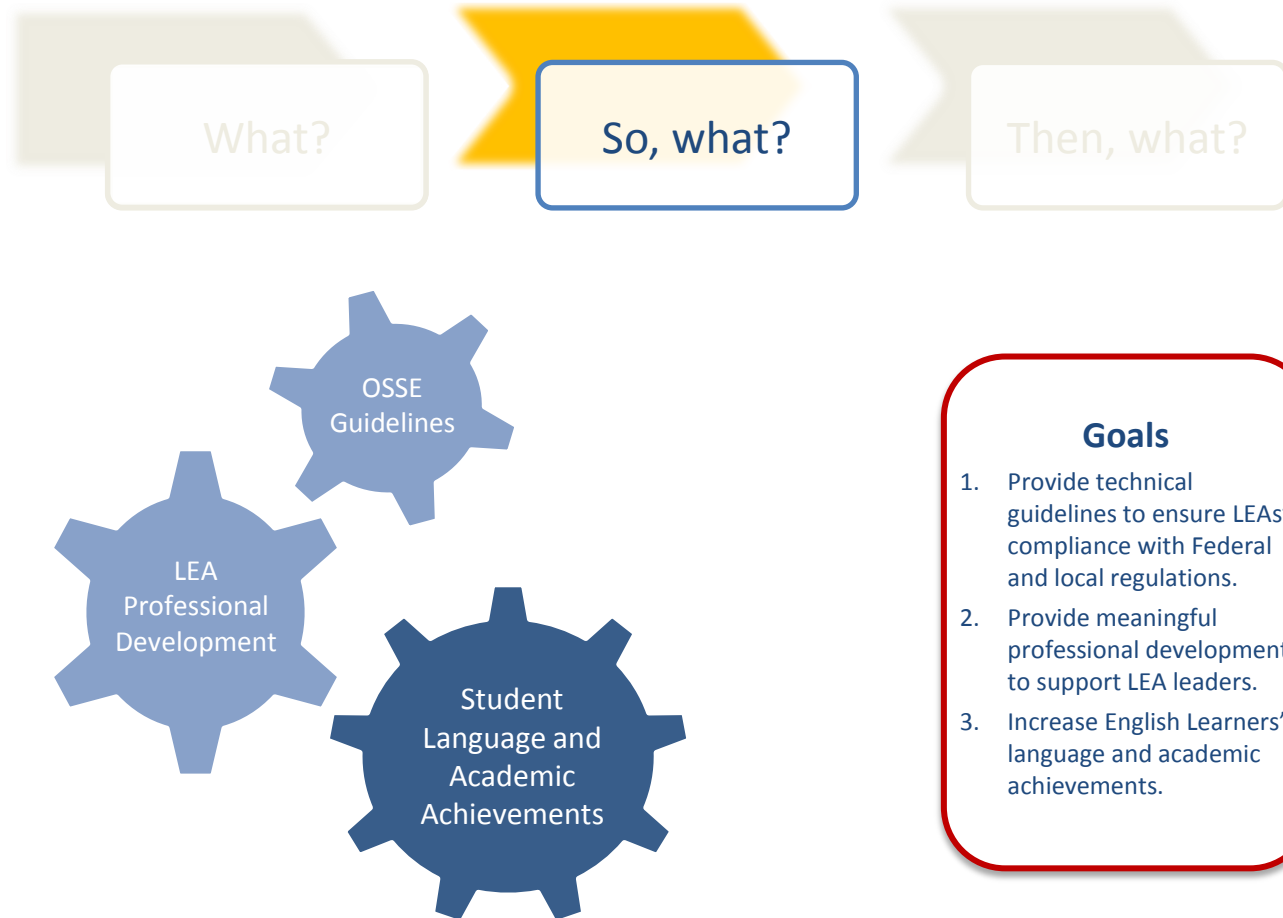 What?
So, what?
Then, what?
OSSE
Guidelines
LEA
Professional
Development
Student
Language and
Academic
Achievements
Goals
1. Provide technical
guidelines to ensure LEAs
compliance with Federal
and local regulations.
2. Provide meaningful
professional development
to support LEA leaders.
3. Increase English Learners'
language and academic
achievements.